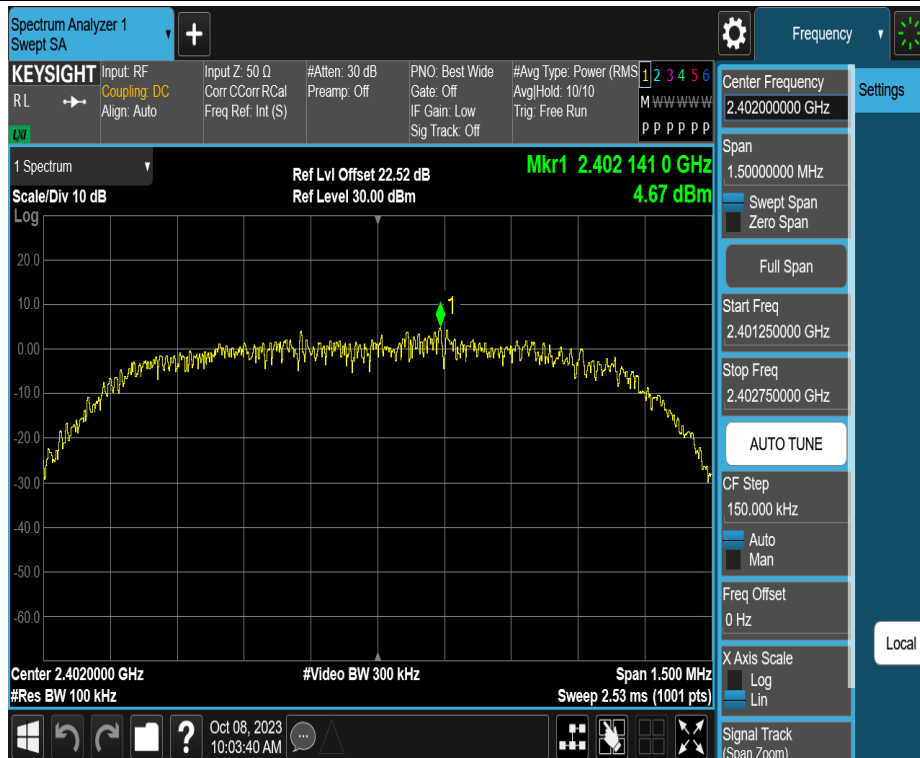 Spectrum Analyzer 1
Swept SA
+
Frequency
KEYSIGHT
R L
LXI
Input: RF
Coupling: DC
Align: Auto
Input Z: 50 Ω
Corr CCorr RCal
Freq Ref: Int (S)
#Atten: 30 dB
Preamp: Off
PNO: Best Wide
Gate: Off
IF Gain: Low
Sig Track: Off
#Avg Type: Power (RMS
Avg|Hold: 10/10
Trig: Free Run
1 2 3 4 5 6
M W W W W W
P P P P P P
1 Spectrum
Scale/Div 10 dB
Log
Ref Lvl Offset 22.52 dB
Ref Level 30.00 dBm
Mkr1 2.402 141 0 GHz
4.67 dBm
20.0
10.0
0.00
-10.0
-20.0
-30.0
-40.0
-50.0
-60.0
1
Center 2.4020000 GHz
#Res BW 100 kHz
#Video BW 300 kHz
Span 1.500 MHz
Sweep 2.53 ms (1001 pts)
Center Frequency
2.402000000 GHz
Span
1.50000000 MHz
Swept Span
Zero Span
Full Span
Start Freq
2.401250000 GHz
Stop Freq
2.402750000 GHz
AUTO TUNE
CF Step
150.000 kHz
Auto
Man
Freq Offset
0 Hz
X Axis Scale
Log
Lin
Signal Track
(Span Zoom)
Settings
Local
?
Oct 08, 2023
10:03:40 AM